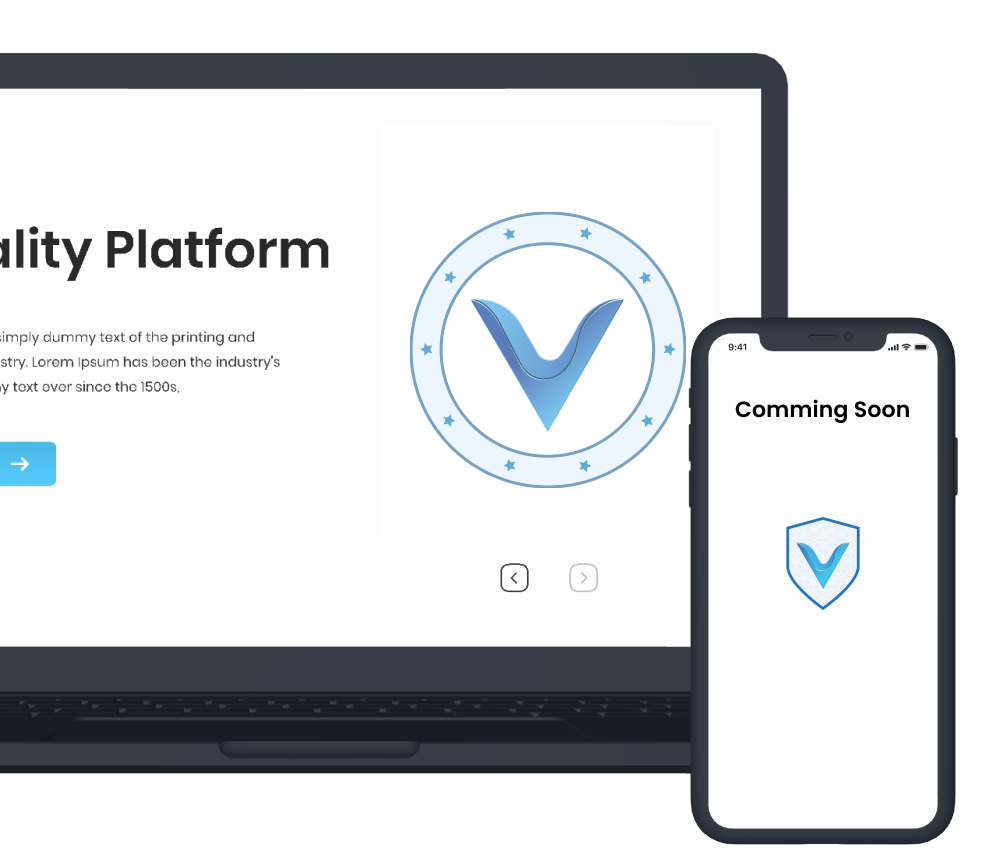 ality Platform
simply dummy text of the printing and
stry. Lorem Ipsum has been the industry's
y text ever since the 1500s,
9:41
Comming Soon